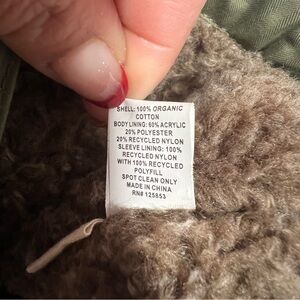 SHELL: 100% ORGANIC
COTTON
BODY LINING: 60% ACRYLIC
20% POLYESTER
20% RECYCLED NYLON
SLEEVE LINING: 100%
RECYCLED NYLON
WITH 100% RECYCLED
POLYFILL
SPOT CLEAN ONLY
MADE IN CHINA
RN# 125853